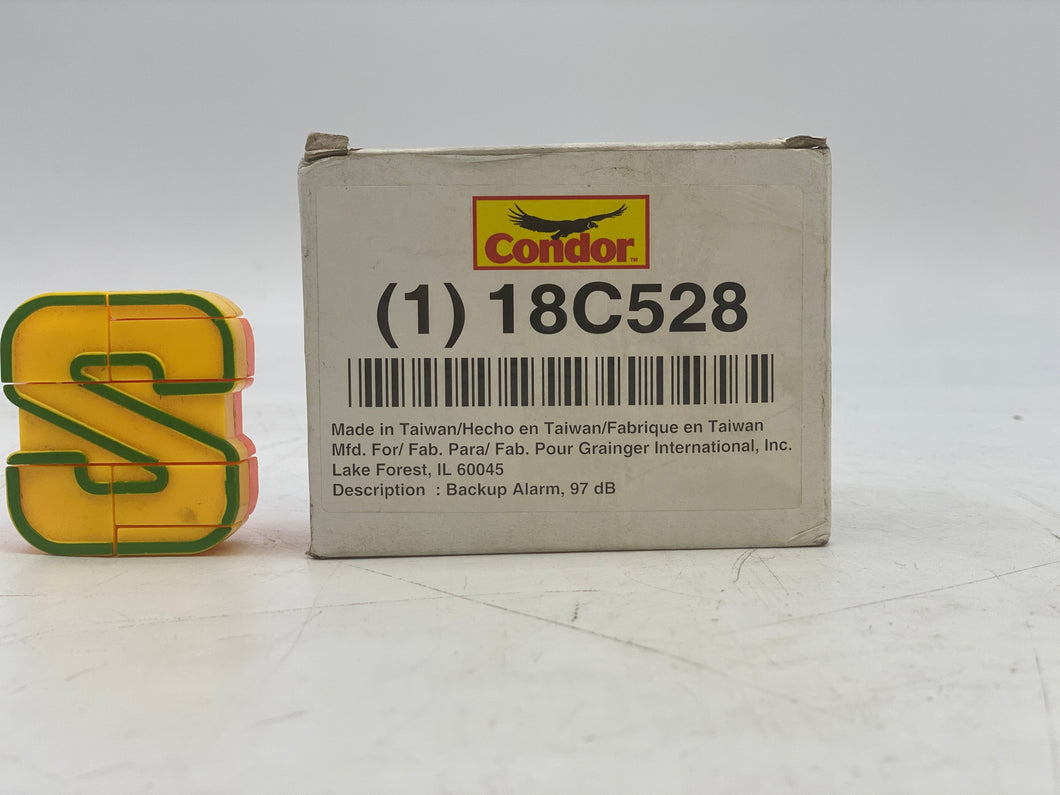 Condor™
(1) 18C528
Made in Taiwan/Hecho en Taiwan/Fabrique en Taiwan
Mfd. For/ Fab. Para/ Fab. Pour Grainger International, Inc.
Lake Forest, IL 60045
Description : Backup Alarm, 97 dB
S